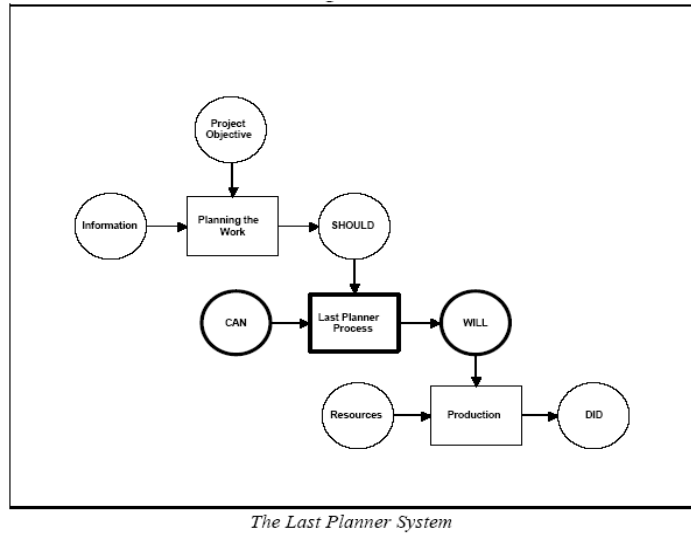 Project
Objective
Information
Planning the
Work
SHOULD
CAN
Last Planner
Process
WILL
Resources
Production
DID
The Last Planner System